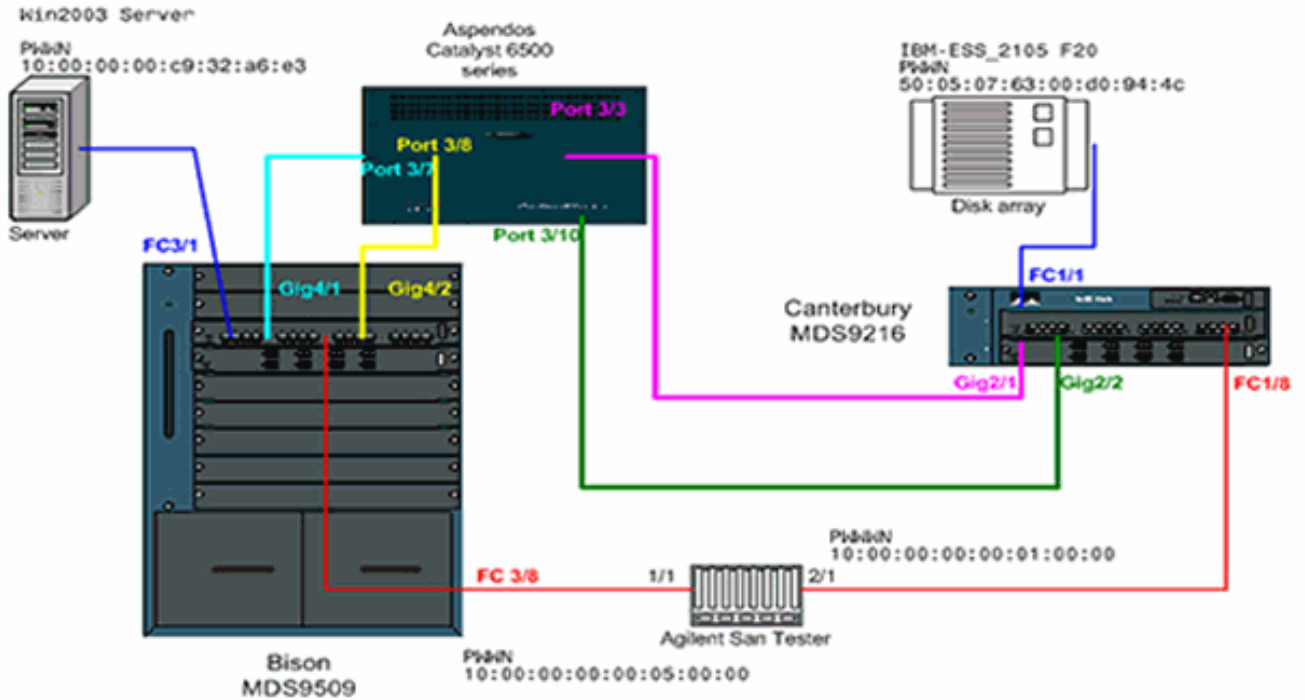 Win2003 Server
PWWN
10:00:00:00:c9:32:a6:e3
Server
Aspendos
Catalyst 6500
series
Port 3/3
Port 3/8
Port 3/7
Port 3/10
IBM-ESS_2105 F20
PWWN
50:05:07:63:00:d0:94:4c
Disk array
FC3/1
Gig4/1
Gig4/2
FC1/1
Canterbury
MDS9216
Gig2/1
Gig2/2
FC1/8
FC 3/8
1/1
2/1
PWWN
10:00:00:00:00:01:00:00
Agilent San Tester
Bison
MDS9509
PWWN
10:00:00:00:00:05:00:00